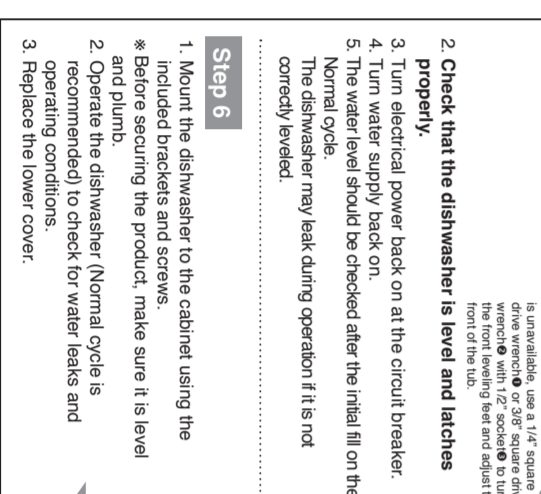 is unavailable, use a 1/4" square
drive wrench❶ or 3/8" square driv
wrench❷ with 1/2" socket❸ to tur
the front leveling feet and adjust t
front of the tub.
2. Check that the dishwasher is level and latches
properly.
3. Turn electrical power back on at the circuit breaker.
4. Turn water supply back on.
5. The water level should be checked after the initial fill on the
Normal cycle.
The dishwasher may leak during operation if it is not
correctly leveled.
Step 6
1. Mount the dishwasher to the cabinet using the
included brackets and screws.
* Before securing the product, make sure it is level
and plumb.
2. Operate the dishwasher (Normal cycle is
recommended) to check for water leaks and
operating conditions.
3. Replace the lower cover.